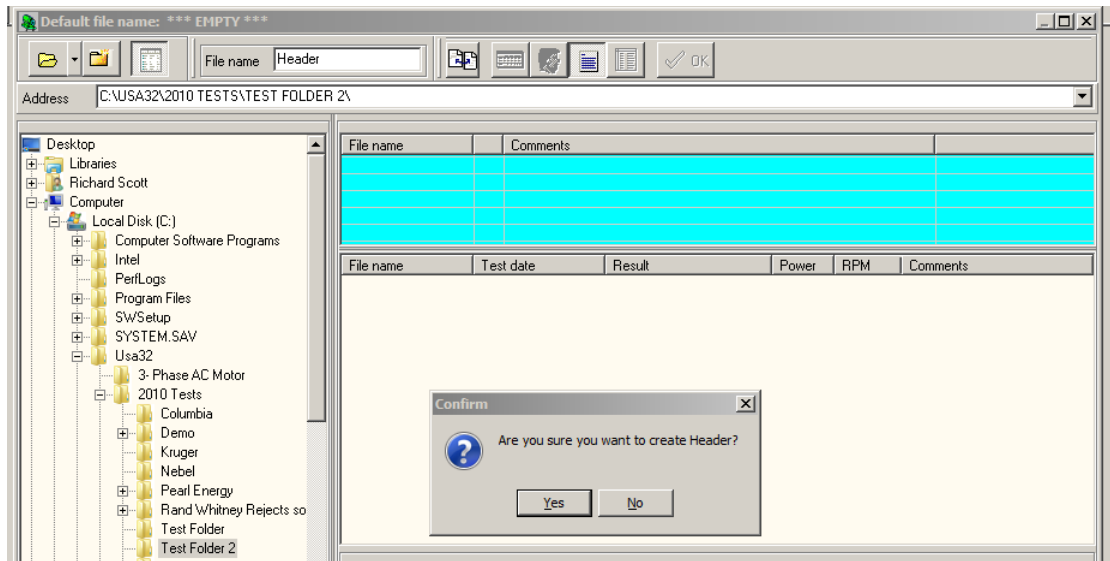 Default file name: *** EMPTY ***
File name Header
OK
Address C:\USA32\2010 TESTS\TEST FOLDER 2\
Desktop
Libraries
Richard Scott
Computer
Local Disk (C:)
Computer Software Programs
Intel
PerfLogs
Program Files
SWSetup
SYSTEM.SAV
Usa32
3- Phase AC Motor
2010 Tests
Columbia
Demo
Kruger
Nebel
Pearl Energy
Rand Whitney Rejects so
Test Folder
Test Folder 2
File name Comments
File name Test date Result Power RPM Comments
Confirm
Are you sure you want to create Header?
Yes No